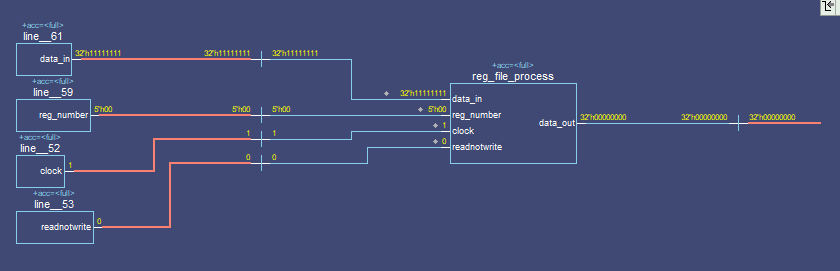 +acc=<full>
line__61
data_in 32'h11111111 32'h11111111 32'h11111111
+acc=<full>
line__59
reg_number 5'h00 5'h00 5'h00
+acc=<full>
line__52
clock 1 1 1
+acc=<full>
line__53
readnotwrite 0 0 0
+acc=<full>
reg_file_process
32'h11111111 data_in
5'h00 reg_number
1 clock
0 readnotwrite
data_out 32'h00000000 32'h00000000 32'h00000000